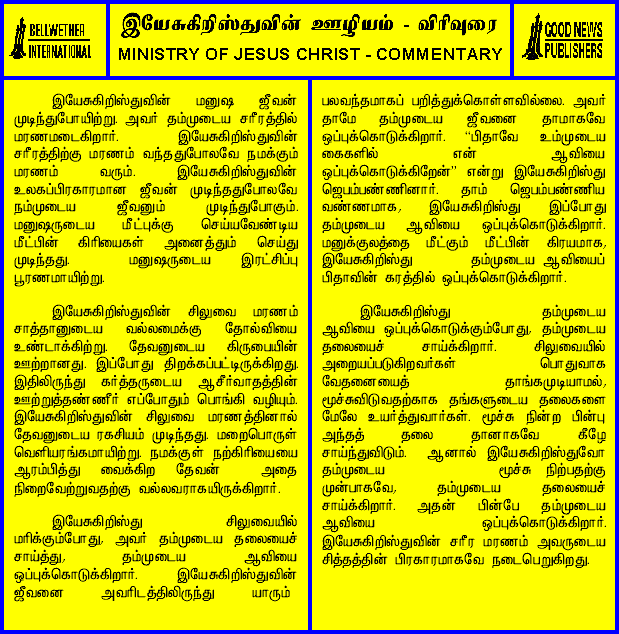 BELLWETHER
INTERNATIONAL
இயேசுகிறிஸ்துவின் ஊழியம் - விரிவுரை
MINISTRY OF JESUS CHRIST - COMMENTARY
GOOD NEWS
PUBLISHERS
இயேசுகிறிஸ்துவின் மனுஷ ஜீவன்
முடிந்துபோயிற்று. அவர் தம்முடைய சரீரத்தில்
மரணமடைகிறார். இயேசுகிறிஸ்துவின்
சரீரத்திற்கு மரணம் வந்ததுபோலவே நமக்கும்
மரணம் வரும். இயேசுகிறிஸ்துவின்
உலகப்பிரகாரமான ஜீவன் முடிந்ததுபோலவே
நம்முடைய ஜீவனும் முடிந்துபோகும்.
மனுஷருடைய மீட்புக்கு செய்யவேண்டிய
மீட்பின் கிரியைகள் அனைத்தும் செய்து
முடிந்தது. மனுஷருடைய இரட்சிப்பு
பூரணமாயிற்று.
இயேசுகிறிஸ்துவின் சிலுவை மரணம்
சாத்தானுடைய வல்லமைக்கு தோல்வியை
உண்டாக்கிற்று. தேவனுடைய கிருபையின்
ஊற்றானது. இப்போது திறக்கப்பட்டிருக்கிறது.
இதிலிருந்து கர்த்தருடைய ஆசீர்வாதத்தின்
ஊற்றுத்தண்ணீர் எப்போதும் பொங்கி வழியும்.
இயேசுகிறிஸ்துவின் சிலுவை மரணத்தினால்
தேவனுடைய ரகசியம் முடிந்தது. மறைபொருள்
வெளியரங்கமாயிற்று. நமக்குள் நற்கிரியையை
ஆரம்பித்து வைக்கிற தேவன் அதை
நிறைவேற்றுவதற்கு வல்லவராகயிருக்கிறார்.
இயேசுகிறிஸ்து சிலுவையில்
மரிக்கும்போது, அவர் தம்முடைய தலையைச்
சாய்த்து, தம்முடைய ஆவியை
ஒப்புக்கொடுக்கிறார். இயேசுகிறிஸ்துவின்
ஜீவனை அவரிடத்திலிருந்து யாரும்
பலவந்தமாகப் பறித்துக்கொள்ளவில்லை. அவர்
தாமே தம்முடைய ஜீவனை தாமாகவே
ஒப்புக்கொடுக்கிறார். "பிதாவே உம்முடைய
கைகளில் என் ஆவியை
ஒப்புக்கொடுக்கிறேன்" என்று இயேசுகிறிஸ்து
ஜெபம்பண்ணினார். தாம் ஜெபம்பண்ணிய
வண்ணமாக, இயேசுகிறிஸ்து இப்போது
தம்முடைய ஆவியை ஒப்புக்கொடுக்கிறார்.
மனுக்குலத்தை மீட்கும் மீட்பின் கிரயமாக,
இயேசுகிறிஸ்து தம்முடைய ஆவியைப்
பிதாவின் கரத்தில் ஒப்புக்கொடுக்கிறார்.
இயேசுகிறிஸ்து தம்முடைய
ஆவியை ஒப்புக்கொடுக்கும்போது, தம்முடைய
தலையைச் சாய்க்கிறார். சிலுவையில்
அறையப்படுகிறவர்கள் பொதுவாக
வேதனையைத் தாங்கமுடியாமல்,
மூச்சுவிடுவதற்காக தங்களுடைய தலைகளை
மேலே உயர்த்துவார்கள். மூச்சு நின்ற பின்பு
அந்தத் தலை தானாகவே கீழே
சாய்ந்துவிடும். ஆனால் இயேசுகிறிஸ்துவோ
தம்முடைய மூச்சு நிற்பதற்கு
முன்பாகவே, தம்முடைய தலையைச்
சாய்க்கிறார். அதன் பின்பே தம்முடைய
ஆவியை ஒப்புக்கொடுக்கிறார்.
இயேசுகிறிஸ்துவின் சரீர மரணம் அவருடைய
சித்தத்தின் பிரகாரமாகவே நடைபெறுகிறது.